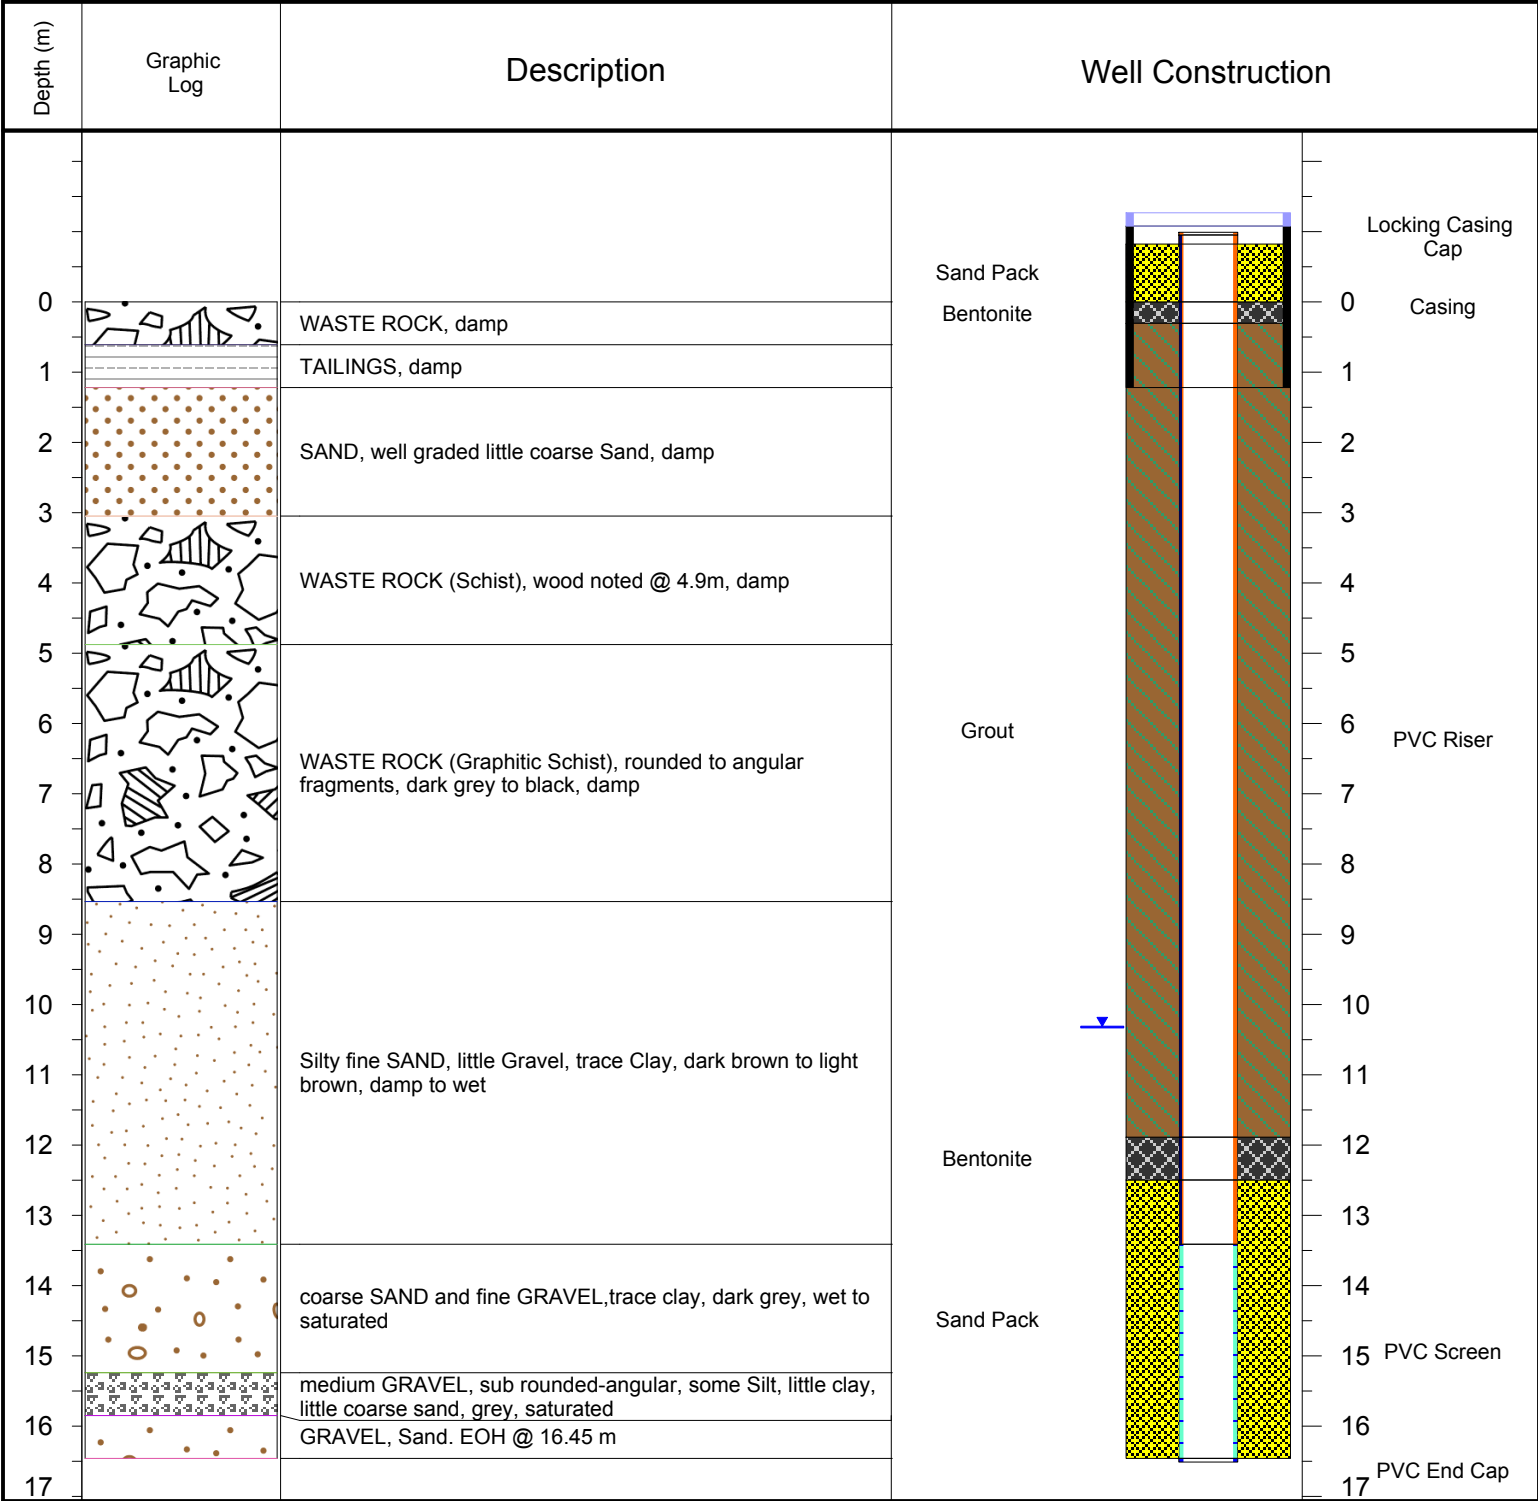 Depth (m)
Graphic
Log
Description
Well Construction
Locking Casing
Cap
Sand Pack
0
WASTE ROCK, damp
Bentonite
0
Casing
1
TAILINGS, damp
1
2
SAND, well graded little coarse Sand, damp
2
3
3
4
WASTE ROCK (Schist), wood noted @ 4.9m, damp
4
5
5
6
Grout
6
PVC Riser
7
WASTE ROCK (Graphitic Schist), rounded to angular
fragments, dark grey to black, damp
7
8
8
9
9
10
10
11
Silty fine SAND, little Gravel, trace Clay, dark brown to light
brown, damp to wet
11
12
Bentonite
12
13
13
14
coarse SAND and fine GRAVEL,trace clay, dark grey, wet to
saturated
Sand Pack
14
15
15
PVC Screen
medium GRAVEL, sub rounded-angular, some Silt, little clay,
little coarse sand, grey, saturated
16
GRAVEL, Sand. EOH @ 16.45 m
16
17
17
PVC End Cap